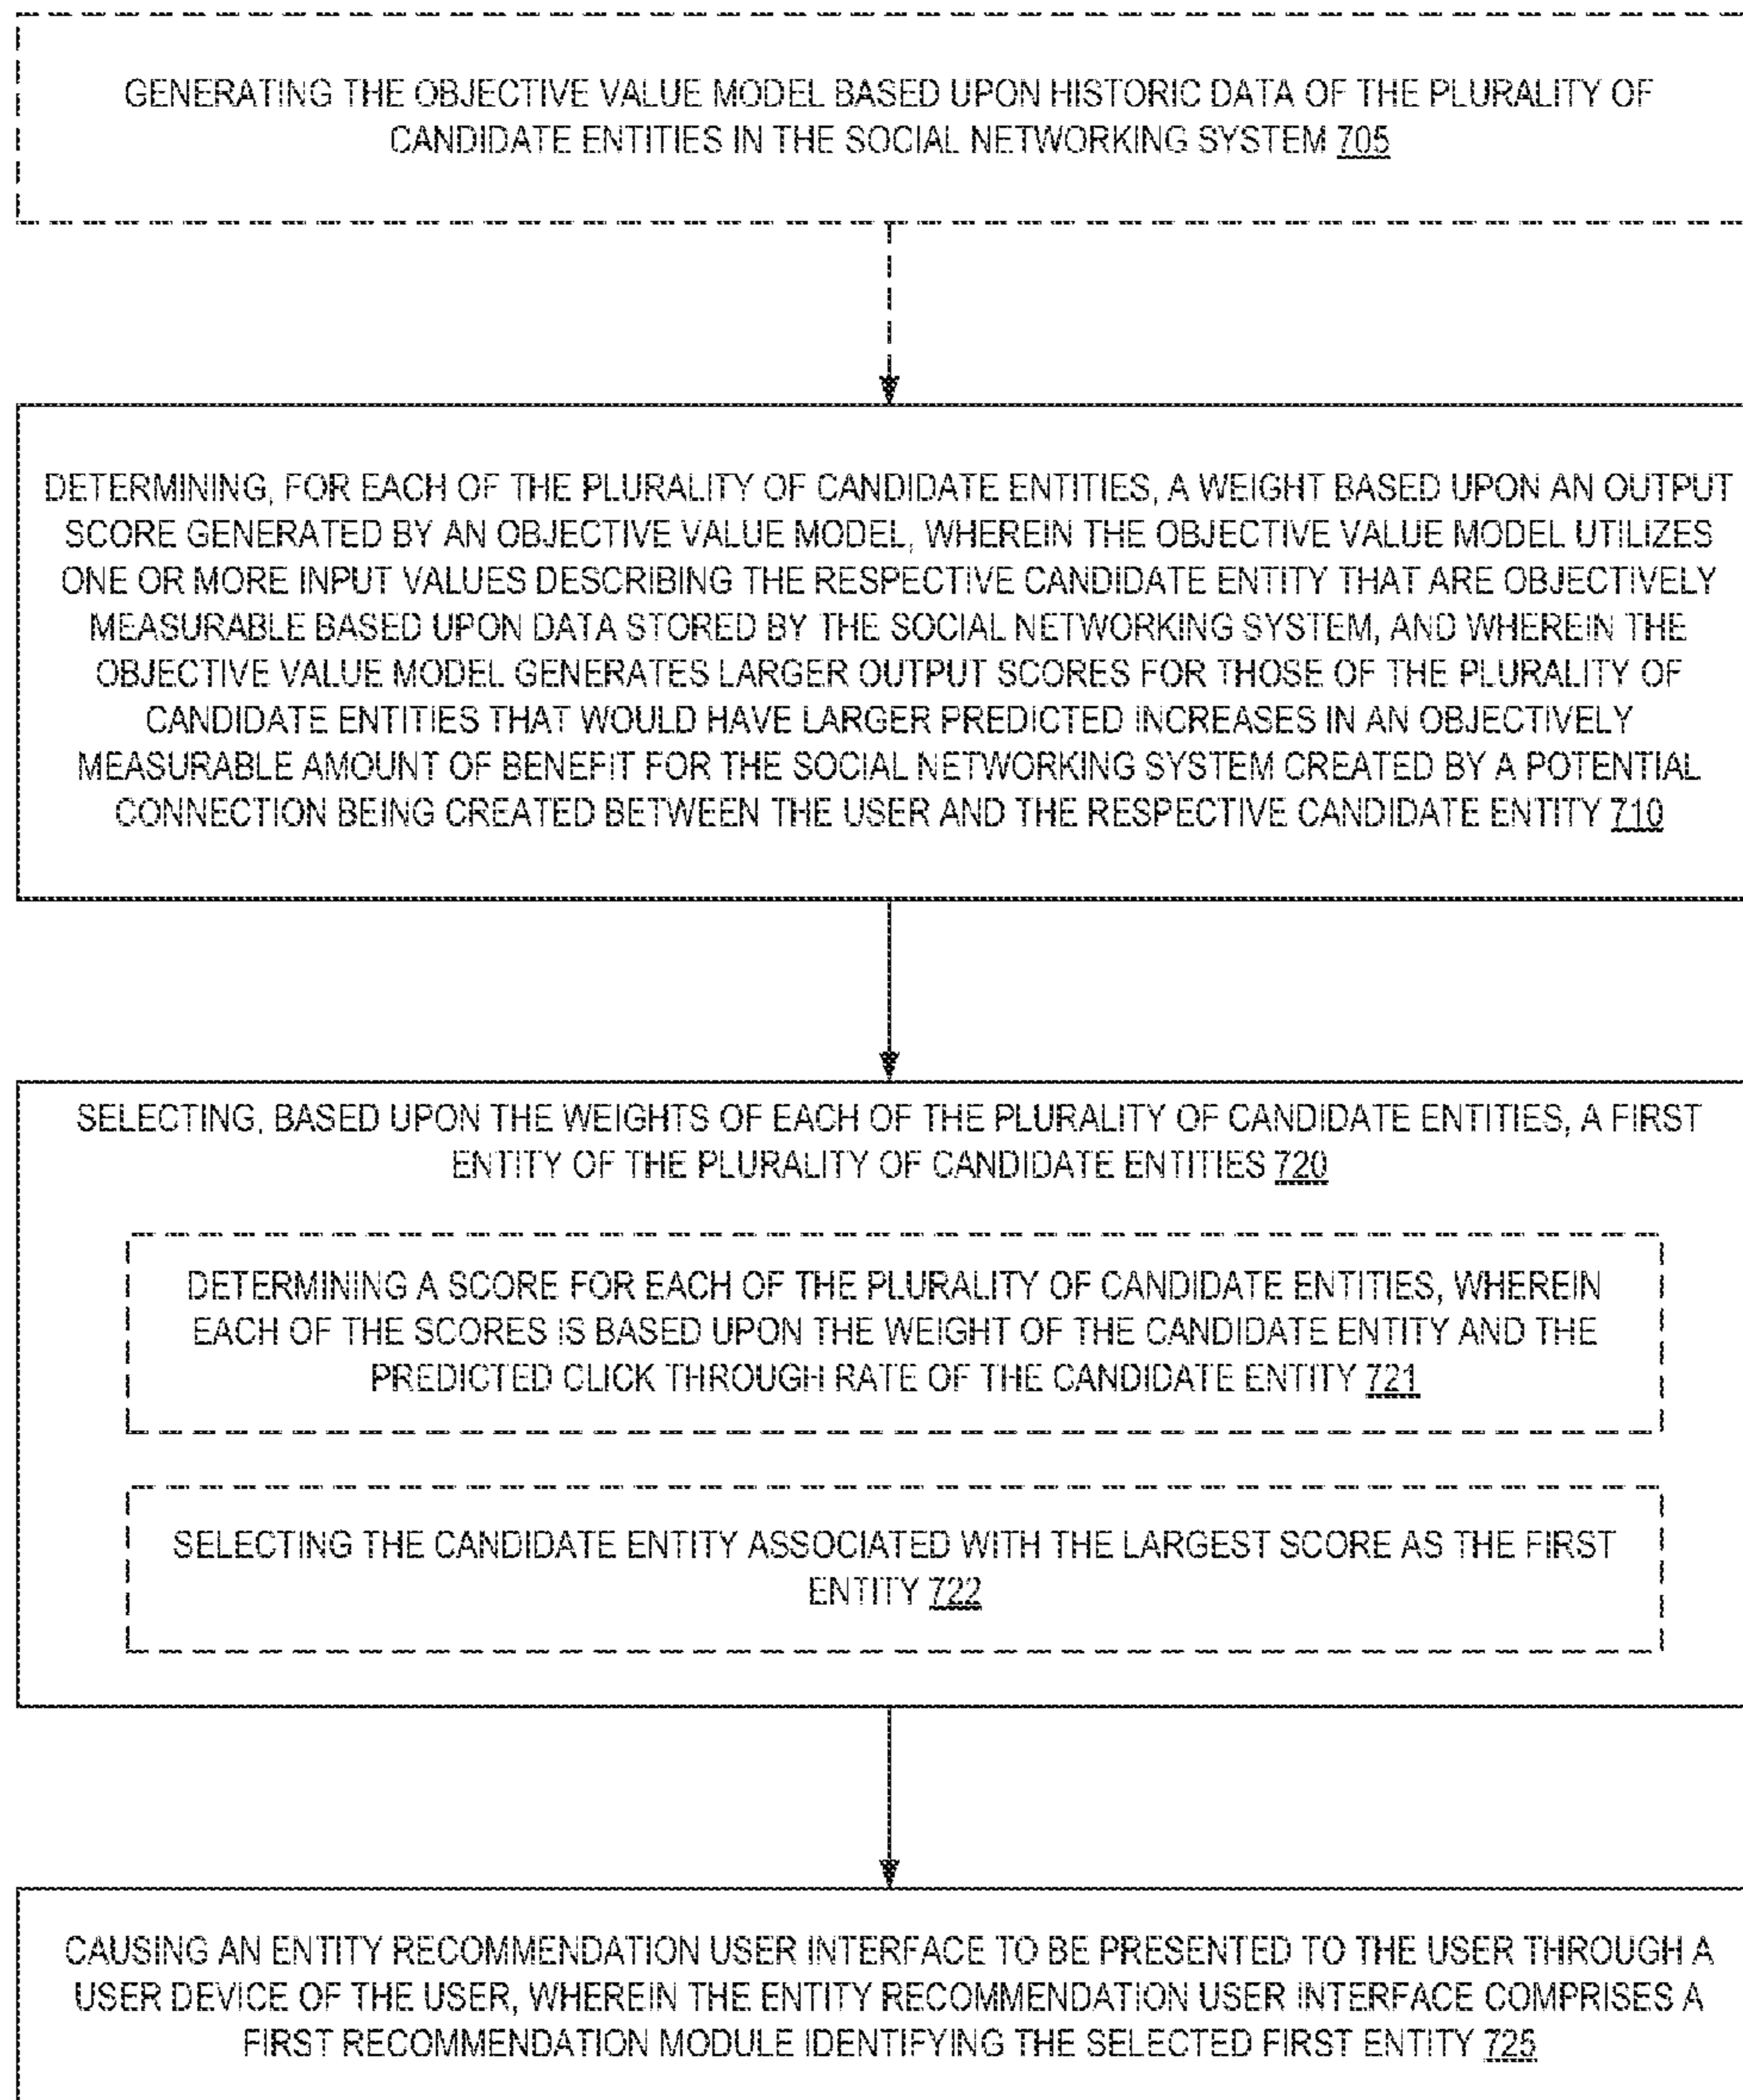 GENERATING THE OBJECTIVE VALUE MODEL BASED UPON HISTORIC DATA OF THE PLURALITY OF
CANDIDATE ENTITIES IN THE SOCIAL NETWORKING SYSTEM 705
DETERMINING, FOR EACH OF THE PLURALITY OF CANDIDATE ENTITIES, A WEIGHT BASED UPON AN OUTPUT
SCORE GENERATED BY AN OBJECTIVE VALUE MODEL, WHEREIN THE OBJECTIVE VALUE MODEL UTILIZES
ONE OR MORE INPUT VALUES DESCRIBING THE RESPECTIVE CANDIDATE ENTITY THAT ARE OBJECTIVELY
MEASURABLE BASED UPON DATA STORED BY THE SOCIAL NETWORKING SYSTEM, AND WHEREIN THE
OBJECTIVE VALUE MODEL GENERATES LARGER OUTPUT SCORES FOR THOSE OF THE PLURALITY OF
CANDIDATE ENTITIES THAT WOULD HAVE LARGER PREDICTED INCREASES IN AN OBJECTIVELY
MEASURABLE AMOUNT OF BENEFIT FOR THE SOCIAL NETWORKING SYSTEM CREATED BY A POTENTIAL
CONNECTION BEING CREATED BETWEEN THE USER AND THE RESPECTIVE CANDIDATE ENTITY 710
SELECTING, BASED UPON THE WEIGHTS OF EACH OF THE PLURALITY OF CANDIDATE ENTITIES, A FIRST
ENTITY OF THE PLURALITY OF CANDIDATE ENTITIES 720
DETERMINING A SCORE FOR EACH OF THE PLURALITY OF CANDIDATE ENTITIES, WHEREIN
EACH OF THE SCORES IS BASED UPON THE WEIGHT OF THE CANDIDATE ENTITY AND THE
PREDICTED CLICK THROUGH RATE OF THE CANDIDATE ENTITY 721
SELECTING THE CANDIDATE ENTITY ASSOCIATED WITH THE LARGEST SCORE AS THE FIRST
ENTITY 722
CAUSING AN ENTITY RECOMMENDATION USER INTERFACE TO BE PRESENTED TO THE USER THROUGH A
USER DEVICE OF THE USER, WHEREIN THE ENTITY RECOMMENDATION USER INTERFACE COMPRISES A
FIRST RECOMMENDATION MODULE IDENTIFYING THE SELECTED FIRST ENTITY 725